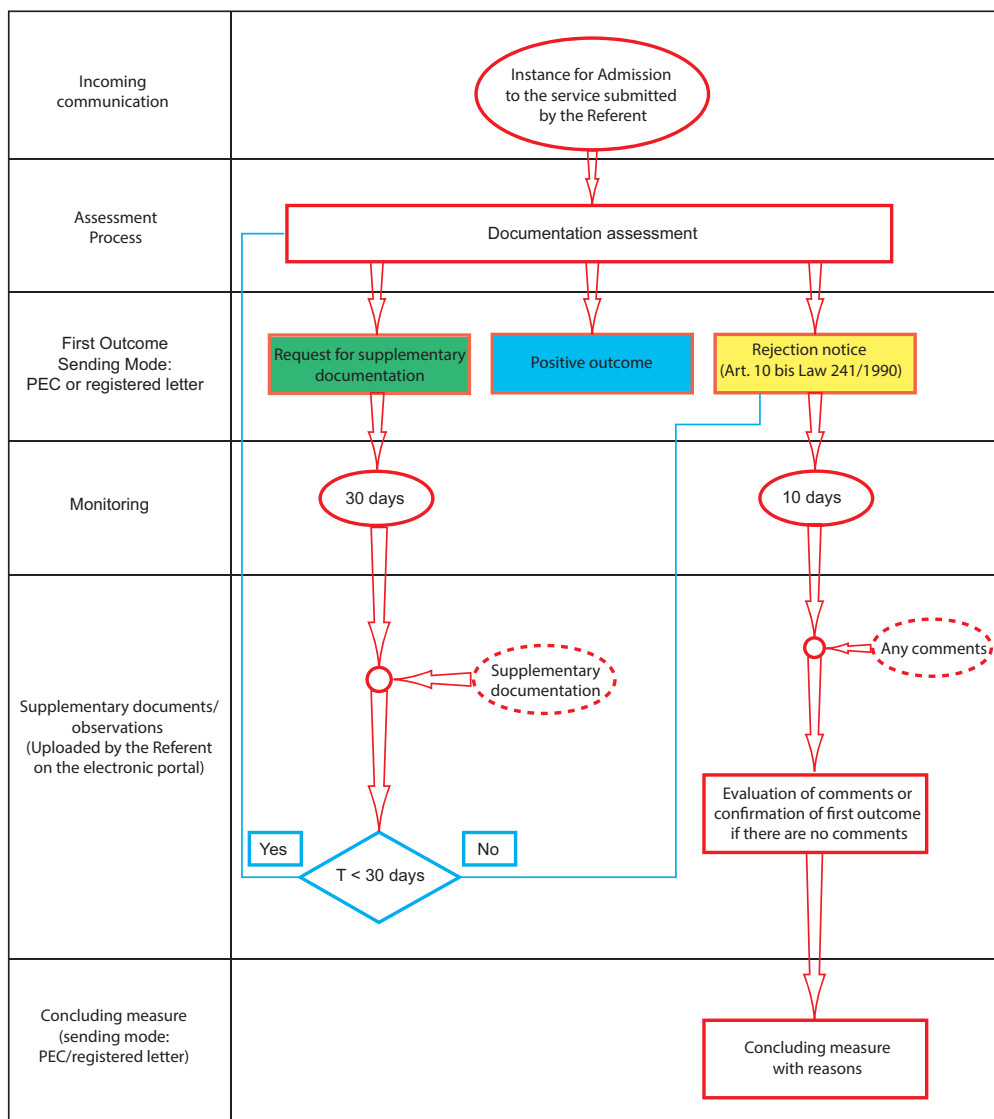 Incoming
communication
Instance for Admission
to the service submitted
by the Referent
Assessment
Process
Documentation assessment
First Outcome
Sending Mode:
PEC or registered letter
Request for supplementary
documentation
Positive outcome
Rejection notice
(Art. 10 bis Law 241/1990)
Monitoring
30 days
10 days
Supplementary documents/
observations
(Uploaded by the Referent
on the electronic portal)
Supplementary
documentation
Any comments
Evaluation of comments or
confirmation of first outcome
if there are no comments
Yes
No
T < 30 days
Concluding measure
(sending mode:
PEC/registered letter)
Concluding measure
with reasons